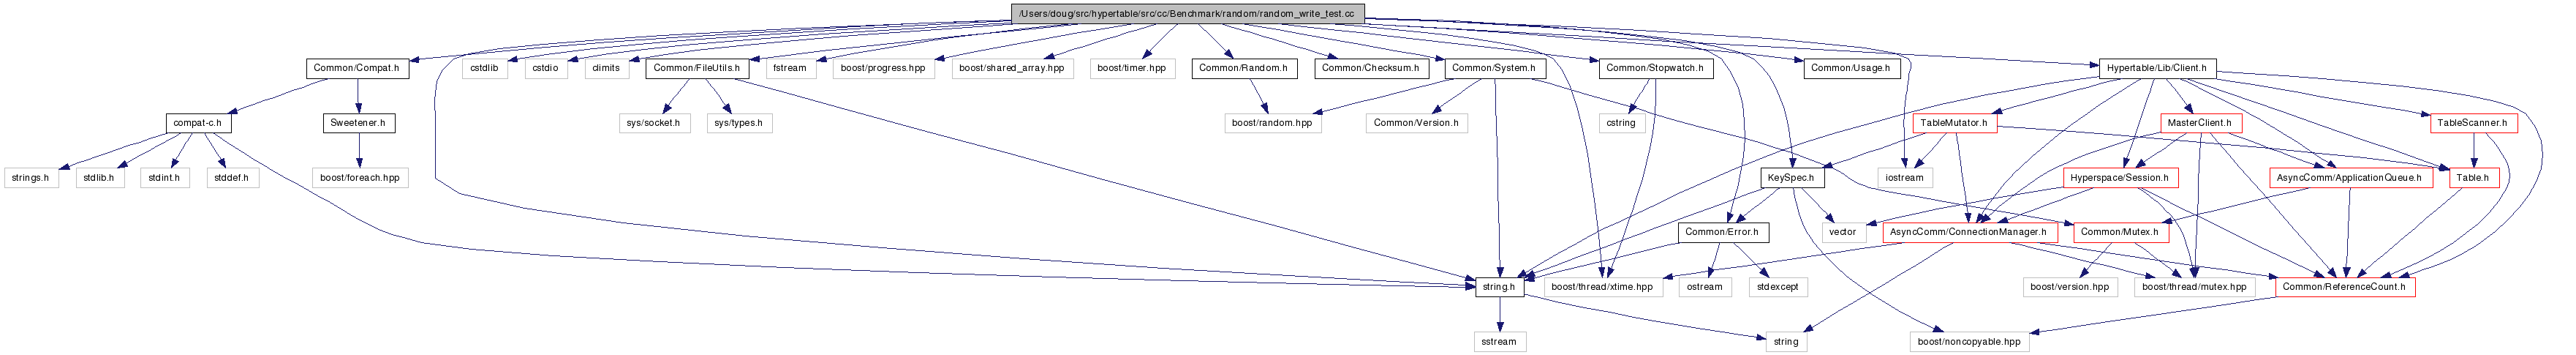 /Users/doug/src/hypertable/src/cc/Benchmark/random/random_write_test.cc
Common/Compat.h
cstdlib
cstdio
climits
Common/FileUtils.h
fstream
boost/progress.hpp
boost/shared_array.hpp
boost/timer.hpp
Common/Random.h
Common/Checksum.h
Common/System.h
Common/Stopwatch.h
Common/Usage.h
Hypertable/Lib/Client.h
compat-c.h
Sweetener.h
sys/socket.h
sys/types.h
boost/random.hpp
Common/Version.h
cstring
TableMutator.h
MasterClient.h
TableScanner.h
strings.h
stdlib.h
stdint.h
stddef.h
boost/foreach.hpp
KeySpec.h
iostream
Hyperspace/Session.h
AsyncComm/ApplicationQueue.h
Table.h
Common/Error.h
vector
AsyncComm/ConnectionManager.h
Common/Mutex.h
string.h
boost/thread/xtime.hpp
ostream
stdexcept
boost/version.hpp
boost/thread/mutex.hpp
Common/ReferenceCount.h
sstream
string
boost/noncopyable.hpp